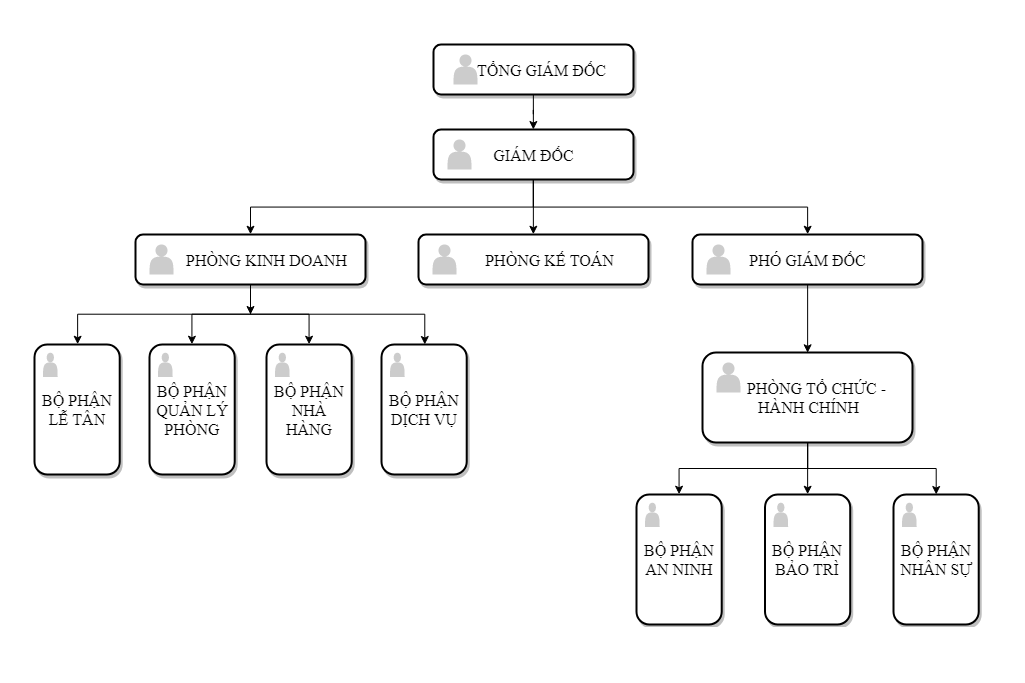 TỔNG GIÁM ĐỐC
GIÁM ĐỐC
PHÒNG KINH DOANH
PHÒNG KẾ TOÁN
PHÓ GIÁM ĐỐC
BỘ PHẬN
LỄ TÂN
BỘ PHẬN
QUẢN LÝ
PHÒNG
BỘ PHẬN
NHÀ
HÀNG
BỘ PHẬN
DỊCH VỤ
PHÒNG TỔ CHỨC -
HÀNH CHÍNH
BỘ PHẬN
AN NINH
BỘ PHẬN
BẢO TRÌ
BỘ PHẬN
NHÂN SỰ